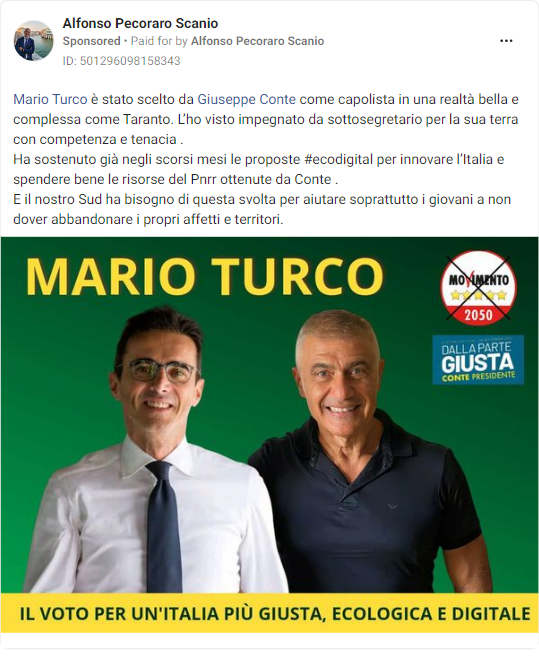 Alfonso Pecoraro Scanio
Sponsored • Paid for by Alfonso Pecoraro Scanio
ID: 501296098158343
Mario Turco è stato scelto da Giuseppe Conte come capolista in una realtà bella e
complessa come Taranto. L’ho visto impegnato da sottosegretario per la sua terra
con competenza e tenacia .
Ha sostenuto già negli scorsi mesi le proposte #ecodigital per innovare l’Italia e
spendere bene le risorse del Pnrr ottenute da Conte .
E il nostro Sud ha bisogno di questa svolta per aiutare soprattutto i giovani a non
dover abbandonare i propri affetti e territori.
MARIO TURCO
MOVIMENTO
2050
DALLA PARTE
GIUSTA
CONTE PRESIDENTE
IL VOTO PER UN'ITALIA PIÙ GIUSTA, ECOLOGICA E DIGITALE